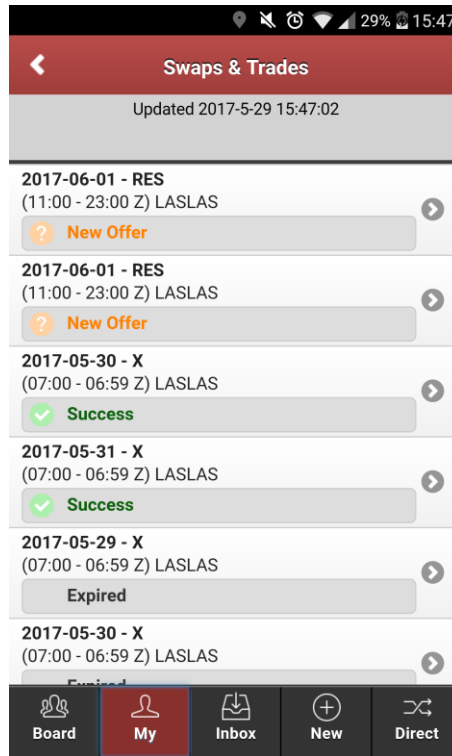 29% 15:47
Swaps & Trades
Updated 2017-5-29 15:47:02
2017-06-01 - RES
(11:00 - 23:00 Z) LASLAS
? New Offer
2017-06-01 - RES
(11:00 - 23:00 Z) LASLAS
? New Offer
2017-05-30 - X
(07:00 - 06:59 Z) LASLAS
Success
2017-05-31 - X
(07:00 - 06:59 Z) LASLAS
Success
2017-05-29 - X
(07:00 - 06:59 Z) LASLAS
Expired
2017-05-30 - X
(07:00 - 06:59 Z) LASLAS
Expired
Board My Inbox New Direct